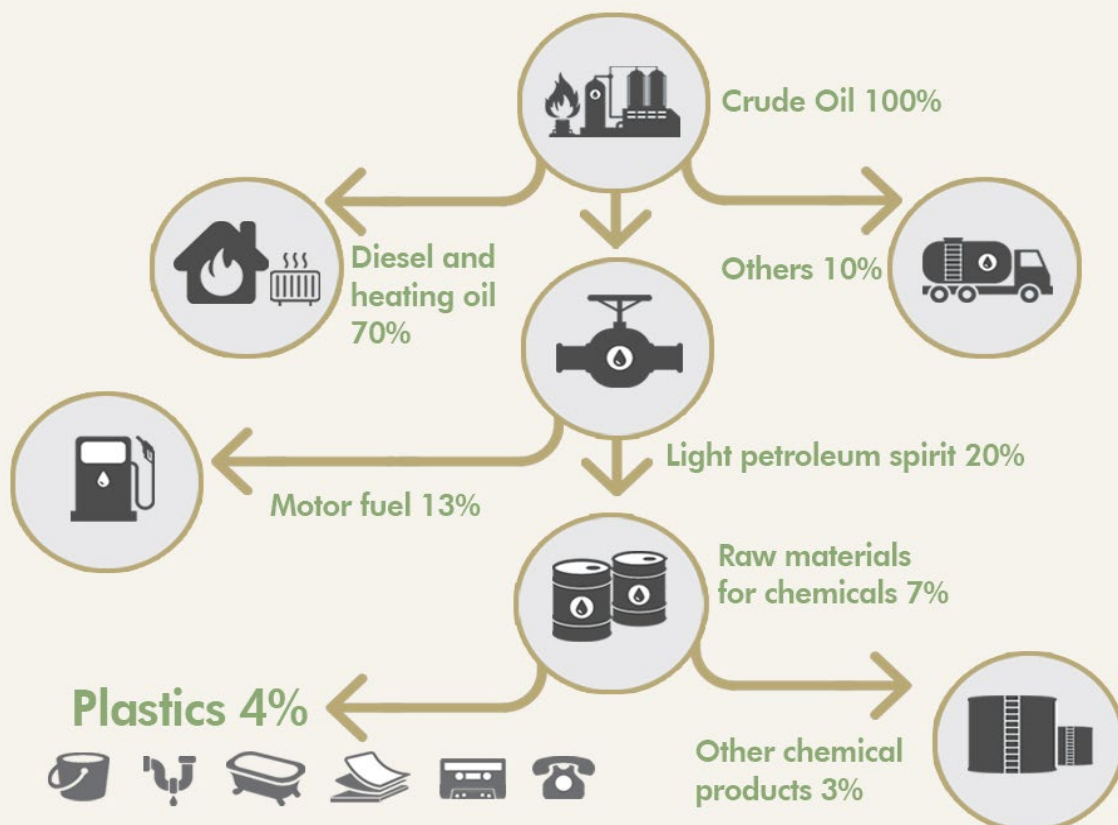 Crude Oil 100%
Diesel and
heating oil
70%
Others 10%
Light petroleum spirit 20%
Motor fuel 13%
Raw materials
for chemicals 7%
Plastics 4%
Other chemical
products 3%